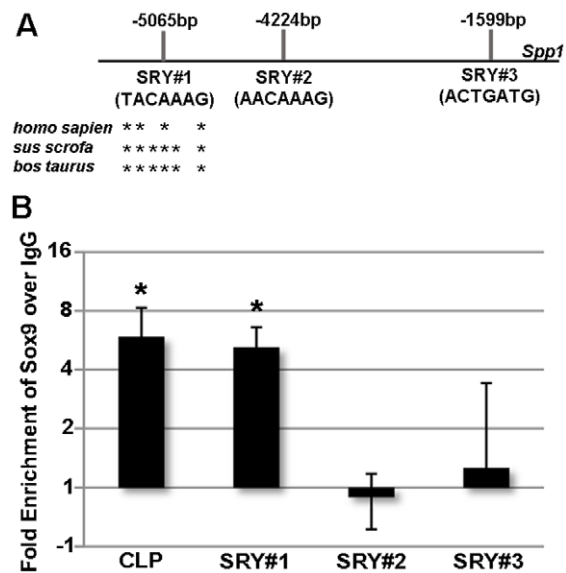 A
-5065bp -4224bp -1599bp
Spp1
SRY#1 SRY#2 SRY#3
(TACAAAG) (AACAAAG) (ACTGATG)
homo sapien ** * *
sus scrofa ***** *
bos taurus ***** *
B
Fold Enrichment of Sox9 over IgG
16
8
4
2
1
-1
* *
CLP SRY#1 SRY#2 SRY#3